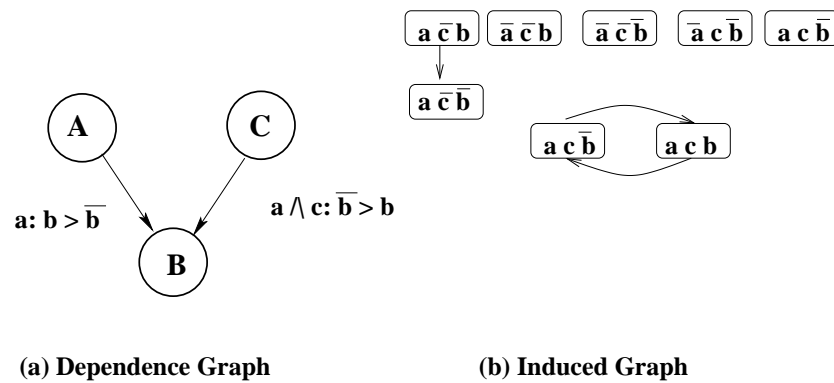 a c̅ b
a̅ c̅ b
a̅ c̅ b̅
a̅ c b̅
a c b̅
a c̅ b̅
A
C
a c b̅
a c b
a: b > b̅
a /\ c: b̅ > b
B
(a) Dependence Graph
(b) Induced Graph